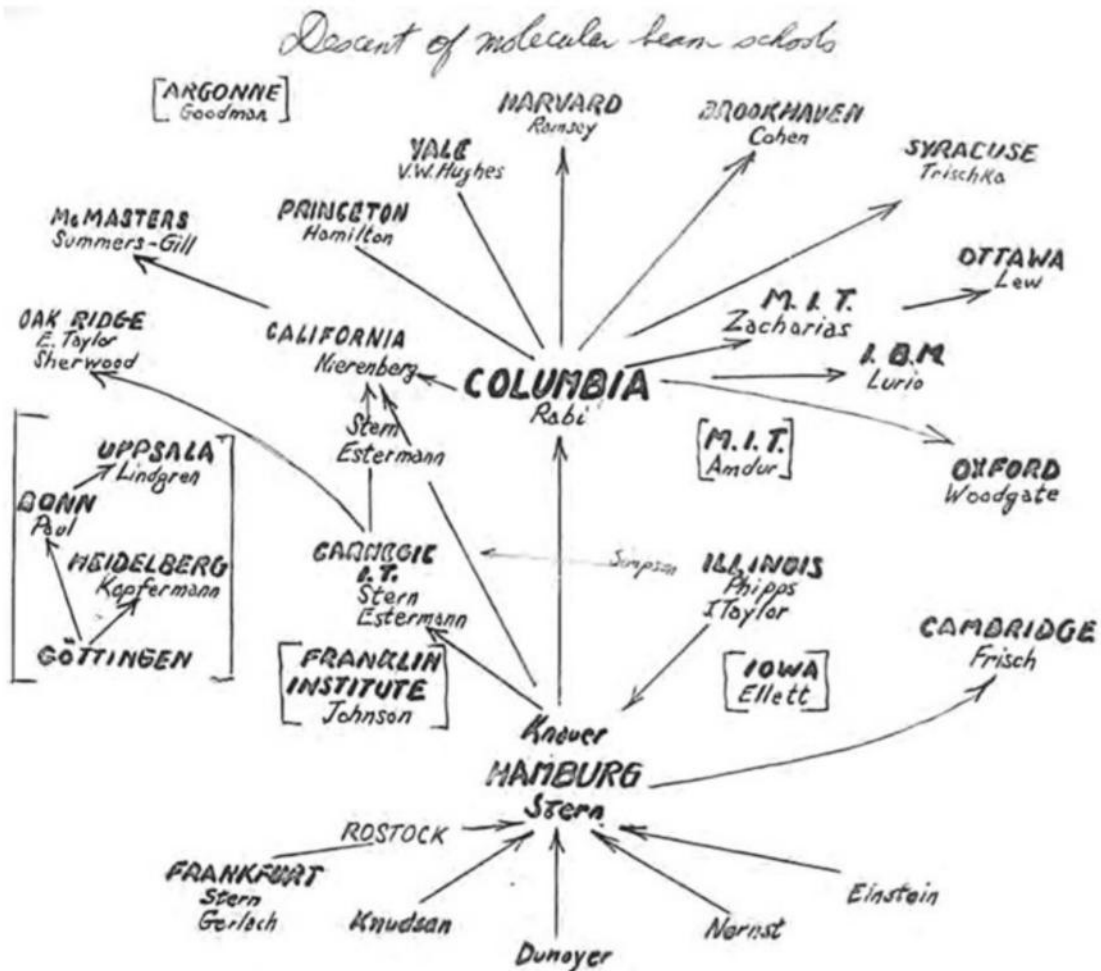 Descent of molecular beam schools
[ARGONNE
Goodman]
HARVARD
Ramsey
BROOKHAVEN
Cohen
YALE
V.W. Hughes
SYRACUSE
Trischka
McMASTERS
Summers-Gill
PRINCETON
Hamilton
OTTAWA
Lew
M. I. T.
Zacharias
OAK RIDGE
E. Taylor
Sherwood
CALIFORNIA
Nierenberg
COLUMBIA
Rabi
I. B. M.
Lurio
Stern
Estermann
[M. I. T.
Amdur]
OXFORD
Woodgate
[UPPSALA
Lindgren
BONN
Paul
HEIDELBERG
Kopfermann
GÖTTINGEN]
CARNEGIE
I. T.
Stern
Estermann
Simpson
ILLINOIS
Phipps
I Taylor
CAMBRIDGE
Frisch
[FRANKLIN
INSTITUTE
Johnson]
[IOWA
Ellett]
Knauer
HAMBURG
Stern
ROSTOCK
FRANKFURT
Stern
Gerlach
Knudsen
Dunoyer
Nernst
Einstein